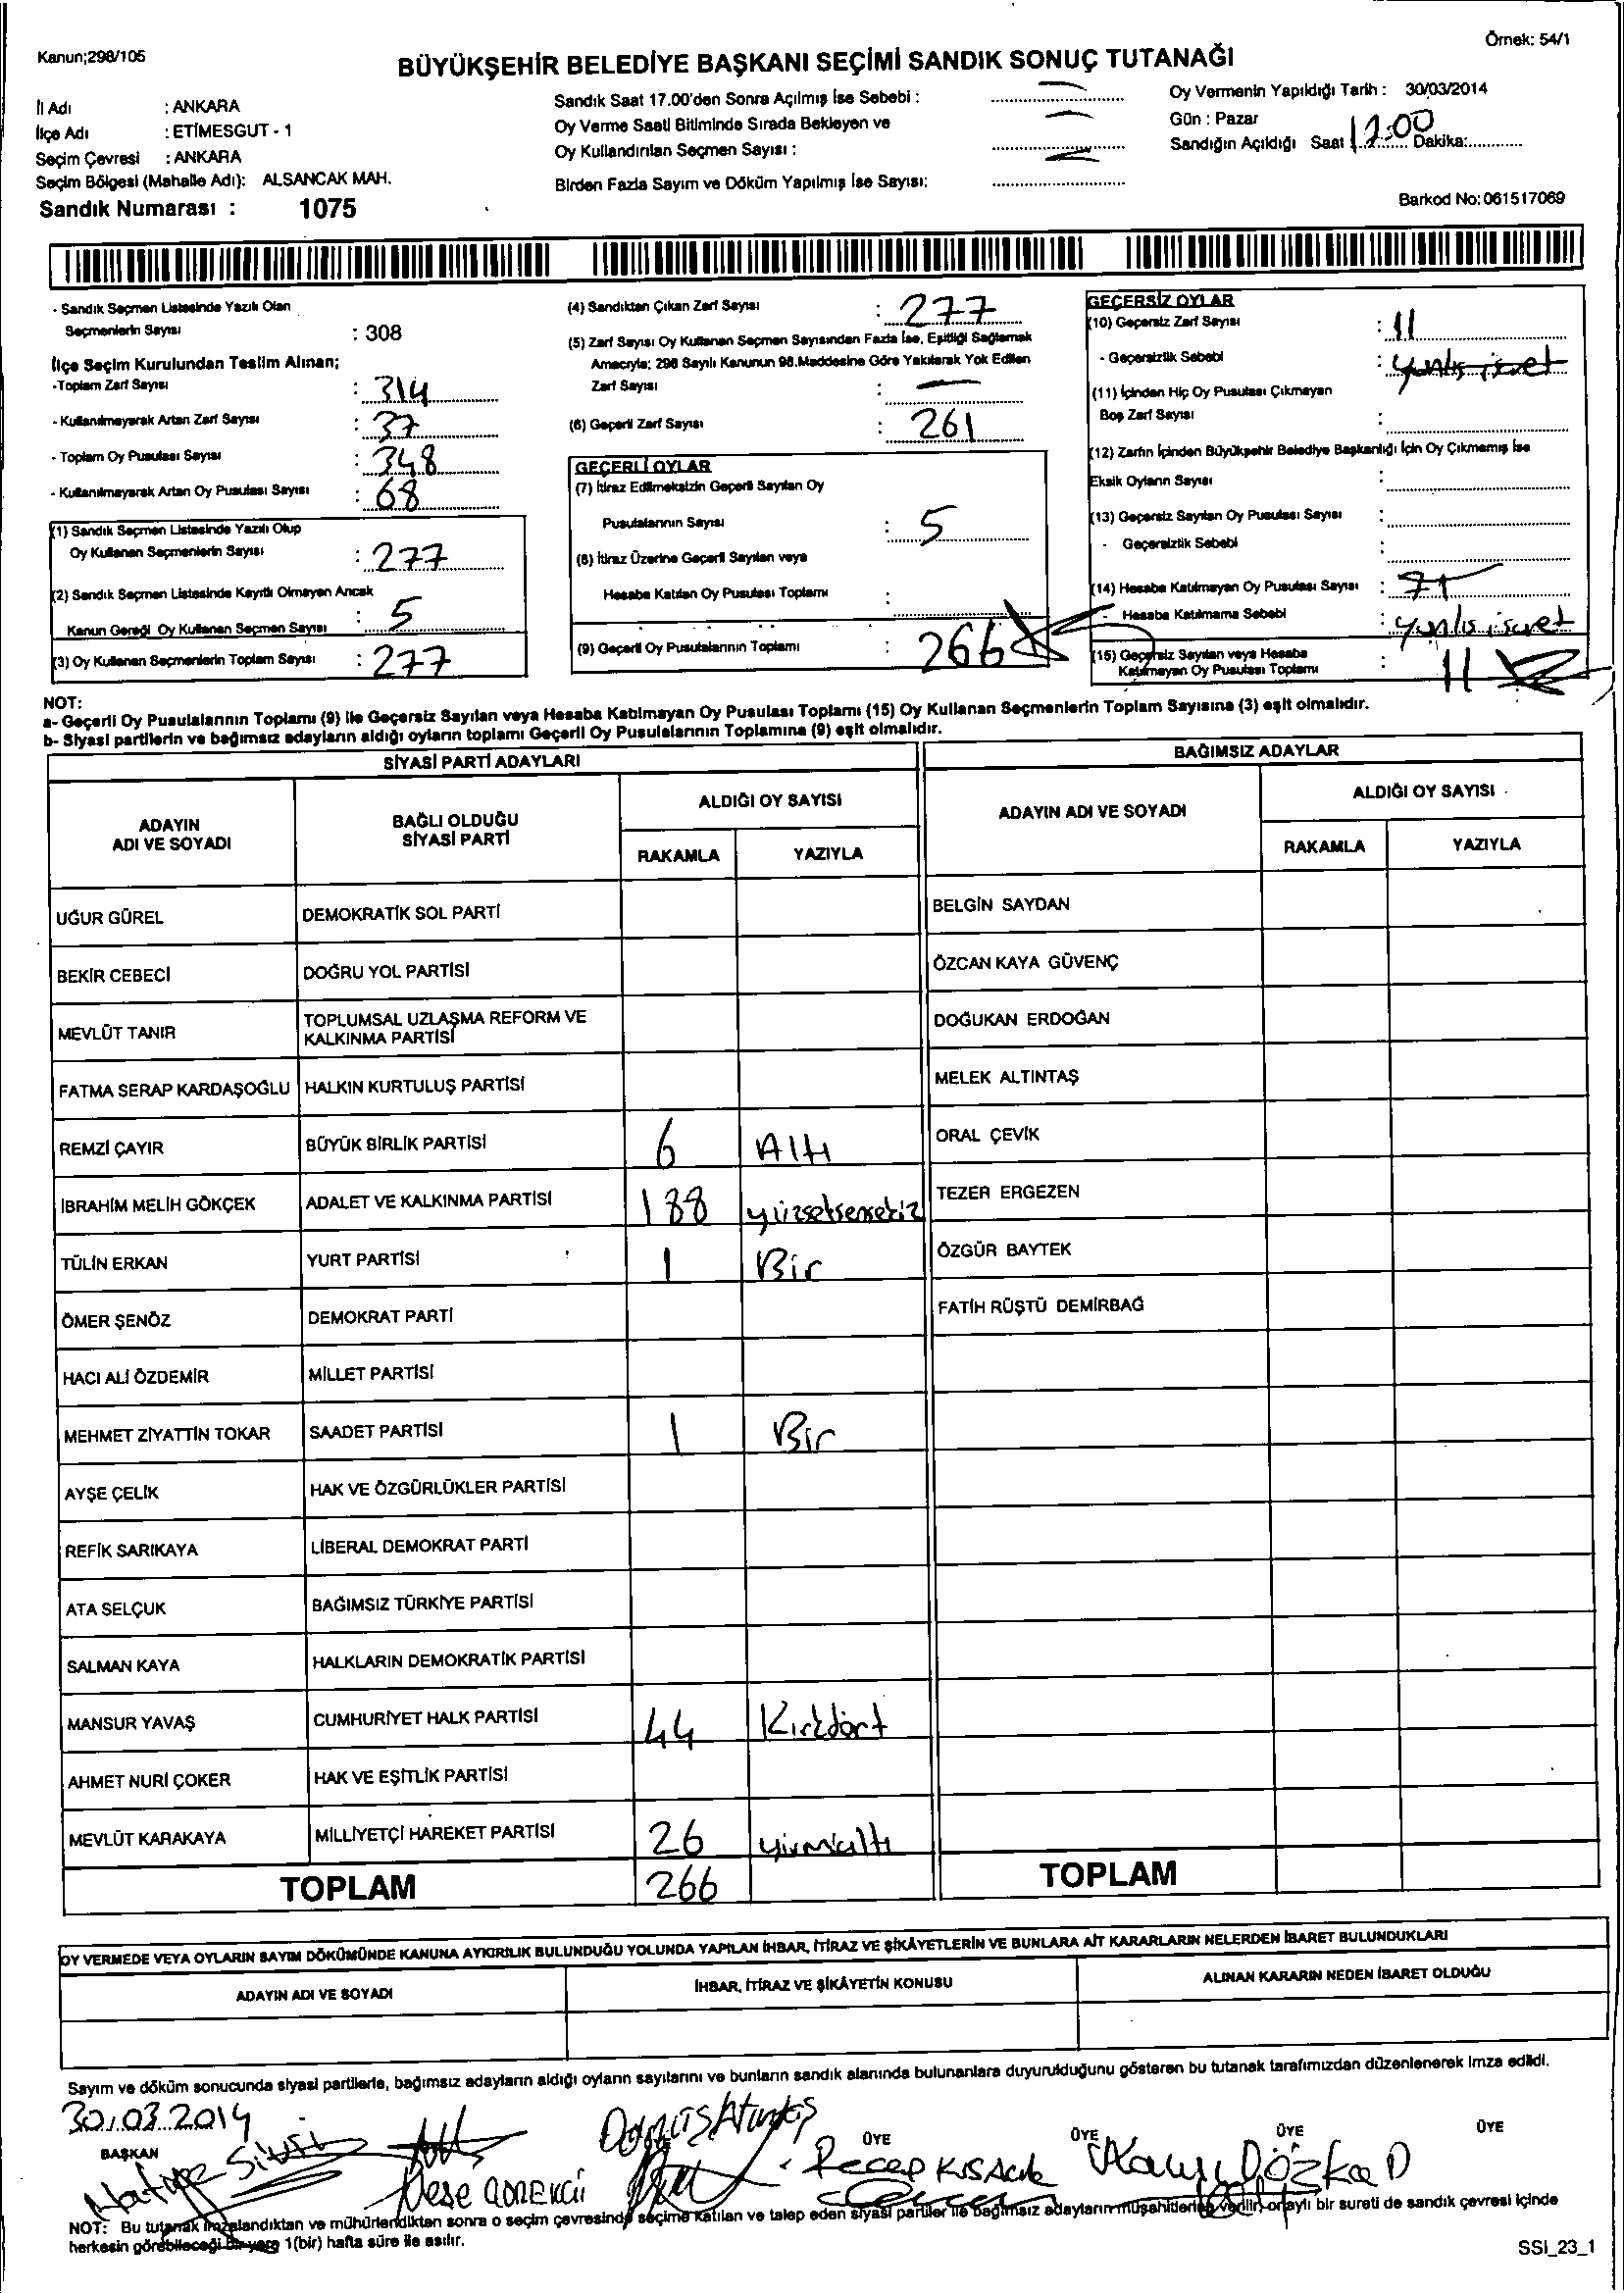 Kanun;298/105
Örnek: 54/1
BÜYÜKŞEHİR BELEDİYE BAŞKANI SEÇİMİ SANDIK SONUÇ TUTANAĞI
İl Adı : ANKARA
İlçe Adı : ETİMESGUT - 1
Seçim Çevresi : ANKARA
Seçim Bölgesi (Mahalle Adı): ALSANCAK MAH.
Sandık Numarası : 1075
Sandık Saat 17.00'den Sonra Açılmış İse Sebebi :
Oy Verme Saati Bitiminde Sırada Bekleyen ve
Oy Kullandırılan Seçmen Sayısı :
Birden Fazla Sayım ve Döküm Yapılmış İse Sayısı:
Oy Vermenin Yapıldığı Tarih : 30/03/2014
Gün : Pazar
Sandığın Açıldığı Saat 17:00 Dakika:
Barkod No: 061517069
- Sandık Seçmen Listesinde Yazılı Olan
Seçmenlerin Sayısı : 308
İlçe Seçim Kurulundan Teslim Alınan;
-Toplam Zarf Sayısı : 314
- Kullanılmayarak Artan Zarf Sayısı : 37
- Toplam Oy Pusulası Sayısı : 348
- Kullanılmayarak Artan Oy Pusulası Sayısı : 68
(1) Sandık Seçmen Listesinde Yazılı Olup
Oy Kullanan Seçmenlerin Sayısı : 277
(2) Sandık Seçmen Listesinde Kayıtlı Olmayan Ancak
Kanun Gereği Oy Kullanan Seçmen Sayısı : 5
(3) Oy Kullanan Seçmenlerin Toplam Sayısı : 277
(4) Sandıktan Çıkan Zarf Sayısı : 277
(5) Zarf Sayısı Oy Kullanan Seçmen Sayısından Fazla İse, Eşitliği Sağlamak
Amacıyla; 298 Sayılı Kanunun 98.Maddesine Göre Yakılarak Yok Edilen
Zarf Sayısı : —
(6) Geçerli Zarf Sayısı : 261
GEÇERLİ OYLAR
(7) İtiraz Edilmeksizin Geçerli Sayılan Oy
Pusulalarının Sayısı : 5
(8) İtiraz Üzerine Geçerli Sayılan veya
Hesaba Katılan Oy Pusulası Toplamı :
(9) Geçerli Oy Pusulalarının Toplamı : 266
GEÇERSİZ OYLAR
(10) Geçersiz Zarf Sayısı : 11
- Geçersizlik Sebebi : yanlış işaret
(11) İçinden Hiç Oy Pusulası Çıkmayan
Boş Zarf Sayısı :
(12) Zarfın İçinden Büyükşehir Belediye Başkanlığı İçin Oy Çıkmamış İse
Eksik Oyların Sayısı :
(13) Geçersiz Sayılan Oy Pusulası Sayısı :
- Geçersizlik Sebebi :
(14) Hesaba Katılmayan Oy Pusulası Sayısı : 71
- Hesaba Katılmama Sebebi : yanlış işaret
(15) Geçersiz Sayılan veya Hesaba
Katılmayan Oy Pusulası Toplamı : 11
NOT:
a- Geçerli Oy Pusulalarının Toplamı (9) ile Geçersiz Sayılan veya Hesaba Katılmayan Oy Pusulası Toplamı (15) Oy Kullanan Seçmenlerin Toplam Sayısına (3) eşit olmalıdır.
b- Siyasi partilerin ve bağımsız adayların aldığı oyların toplamı Geçerli Oy Pusulalarının Toplamına (9) eşit olmalıdır.
SİYASİ PARTİ ADAYLARI
BAĞIMSIZ ADAYLAR
ADAYIN
ADI VE SOYADI
BAĞLI OLDUĞU
SİYASİ PARTİ
ALDIĞI OY SAYISI
RAKAMLA YAZIYLA
ADAYIN ADI VE SOYADI
ALDIĞI OY SAYISI
RAKAMLA YAZIYLA
UĞUR GÜREL DEMOKRATİK SOL PARTİ BELGİN SAYDAN
BEKİR CEBECİ DOĞRU YOL PARTİSİ ÖZCAN KAYA GÜVENÇ
MEVLÜT TANIR TOPLUMSAL UZLAŞMA REFORM VE
KALKINMA PARTİSİ DOĞUKAN ERDOĞAN
FATMA SERAP KARDAŞOĞLU HALKIN KURTULUŞ PARTİSİ MELEK ALTINTAŞ
REMZİ ÇAYIR BÜYÜK BİRLİK PARTİSİ 6 Altı ORAL ÇEVİK
İBRAHİM MELİH GÖKÇEK ADALET VE KALKINMA PARTİSİ 188 yüzseksensekiz TEZER ERGEZEN
TÜLİN ERKAN YURT PARTİSİ 1 Bir ÖZGÜR BAYTEK
ÖMER ŞENÖZ DEMOKRAT PARTİ FATİH RÜŞTÜ DEMİRBAĞ
HACI ALİ ÖZDEMİR MİLLET PARTİSİ
MEHMET ZİYATTİN TOKAR SAADET PARTİSİ 1 Bir
AYŞE ÇELİK HAK VE ÖZGÜRLÜKLER PARTİSİ
REFİK SARIKAYA LİBERAL DEMOKRAT PARTİ
ATA SELÇUK BAĞIMSIZ TÜRKİYE PARTİSİ
SALMAN KAYA HALKLARIN DEMOKRATİK PARTİSİ
MANSUR YAVAŞ CUMHURİYET HALK PARTİSİ 44 Kırkdört
AHMET NURİ ÇOKER HAK VE EŞİTLİK PARTİSİ
MEVLÜT KARAKAYA MİLLİYETÇİ HAREKET PARTİSİ 26 yirmialtı
TOPLAM 266 TOPLAM
OY VERMEDE VEYA OYLARIN SAYIM DÖKÜMÜNDE KANUNA AYKIRILIK BULUNDUĞU YOLUNDA YAPILAN İHBAR, İTİRAZ VE ŞİKÂYETLERİN VE BUNLARA AİT KARARLARIN NELERDEN İBARET BULUNDUKLARI
ADAYIN ADI VE SOYADI İHBAR, İTİRAZ VE ŞİKÂYETİN KONUSU ALINAN KARARIN NEDEN İBARET OLDUĞU
Sayım ve döküm sonucunda siyasi partilerle, bağımsız adayların aldığı oyların sayılarını ve bunların sandık alanında bulunanlara duyurulduğunu gösteren bu tutanak tarafımızdan düzenlenerek imza edildi.
30.03.2014
BAŞKAN ÜYE ÜYE ÜYE ÜYE
Recep KISACIK
NOT: Bu tutanak imzalandıktan ve mühürlendikten sonra o seçim çevresinde seçime katılan ve talep eden siyasi partiler ile bağımsız adayların müşahitlerine verilir, onaylı bir sureti de sandık çevresi içinde
herkesin görebileceği bir yere 1(bir) hafta süre ile asılır.
SSI_23_1